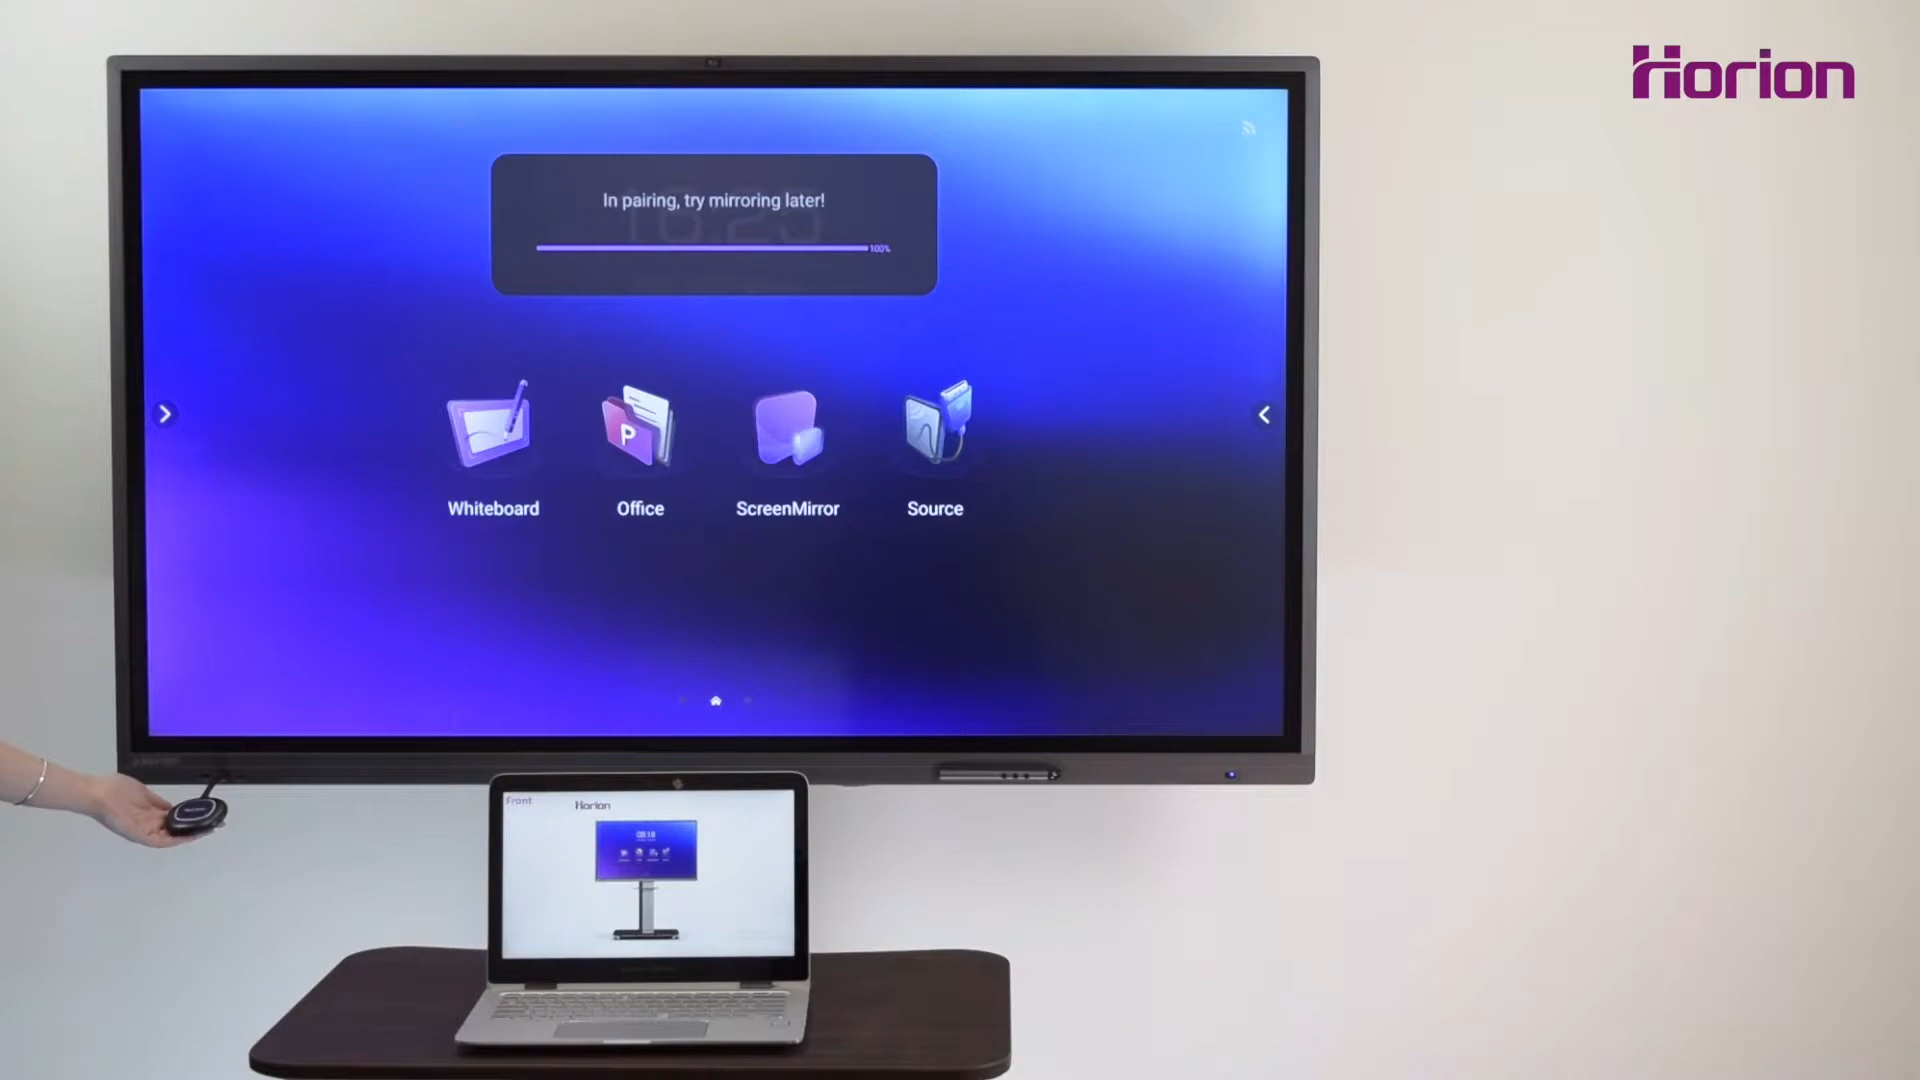 Horion
In pairing, try mirroring later!
100%
P
Whiteboard
Office
ScreenMirror
Source
Front
Horion